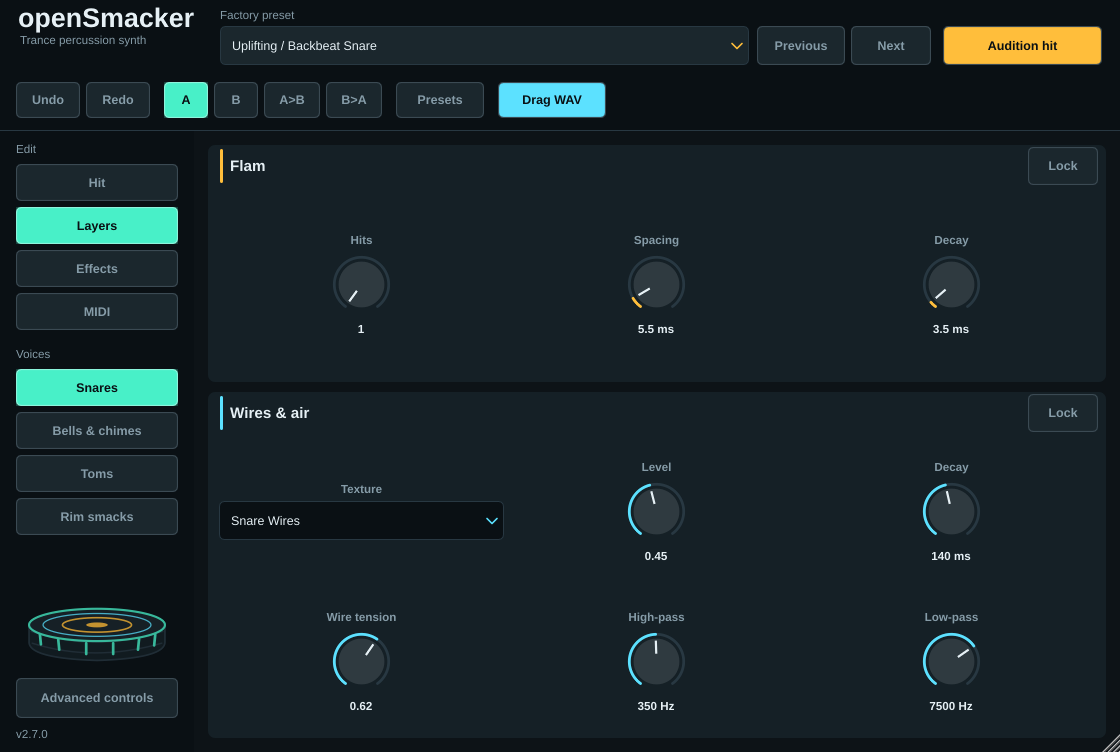 openSmacker
Trance percussion synth
Factory preset
Uplifting / Backbeat Snare
Previous
Next
Audition hit
Undo
Redo
A
B
A>B
B>A
Presets
Drag WAV
Edit
Hit
Layers
Effects
MIDI
Voices
Snares
Bells & chimes
Toms
Rim smacks
Advanced controls
v2.7.0
Flam
Lock
Hits
Spacing
Decay
1
5.5 ms
3.5 ms
Wires & air
Lock
Texture
Snare Wires
Level
Decay
0.45
140 ms
Wire tension
High-pass
Low-pass
0.62
350 Hz
7500 Hz